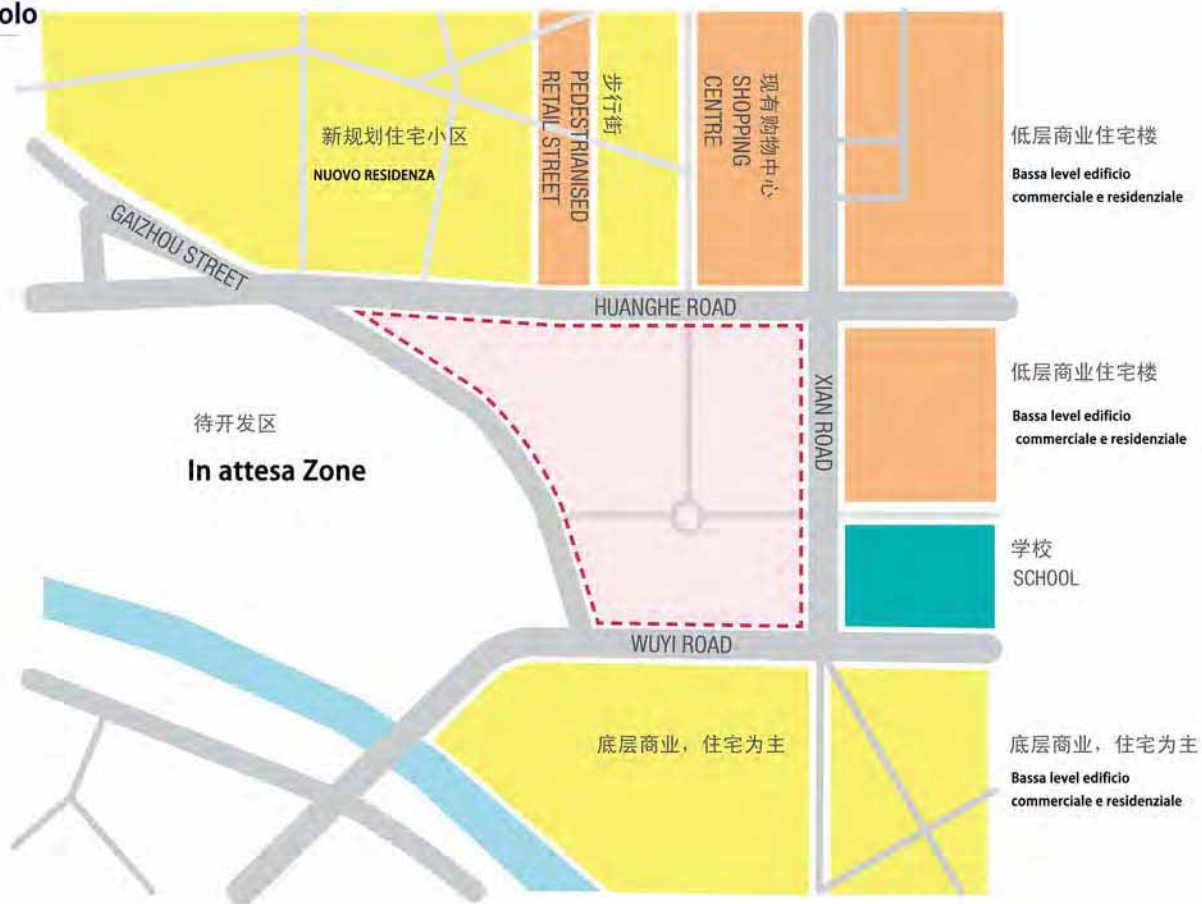 olo
新规划住宅小区
NUOVO RESIDENZA
PEDESTRIANISED
RETAIL STREET
步行街
现有购物中心
SHOPPING
CENTRE
低层商业住宅楼
Bassa level edificio
commerciale e residenziale
GAIZHOU STREET
HUANGHE ROAD
XIAN ROAD
低层商业住宅楼
Bassa level edificio
commerciale e residenziale
待开发区
In attesa Zone
学校
SCHOOL
WUYI ROAD
底层商业，住宅为主
底层商业，住宅为主
Bassa level edificio
commerciale e residenziale